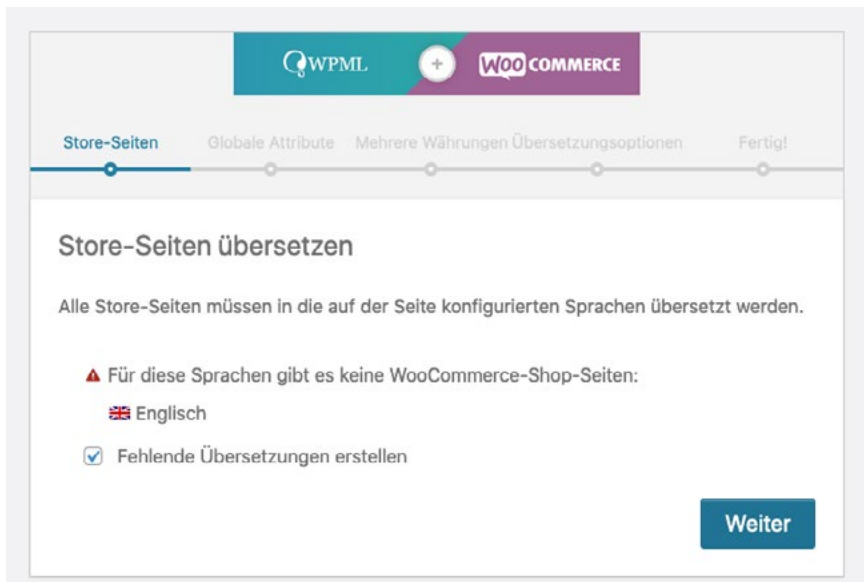 WPML + WOO COMMERCE
Store-Seiten Globale Attribute Mehrere Währungen Übersetzungsoptionen Fertig!
Store-Seiten übersetzen
Alle Store-Seiten müssen in die auf der Seite konfigurierten Sprachen übersetzt werden.
Für diese Sprachen gibt es keine WooCommerce-Shop-Seiten:
Englisch
Fehlende Übersetzungen erstellen
Weiter